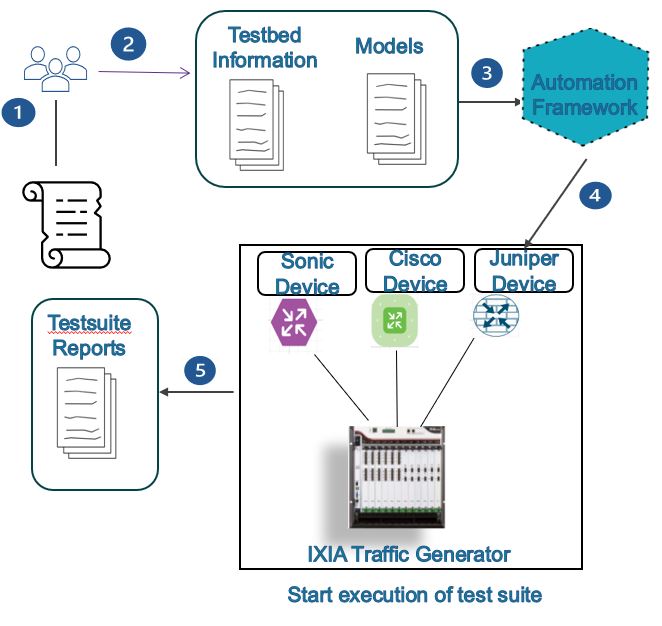 2
Testbed
Information
Models
3
Automation
Framework
1
4
Sonic
Device
Cisco
Device
Juniper
Device
Testsuite
Reports
5
IXIA Traffic Generator
Start execution of test suite